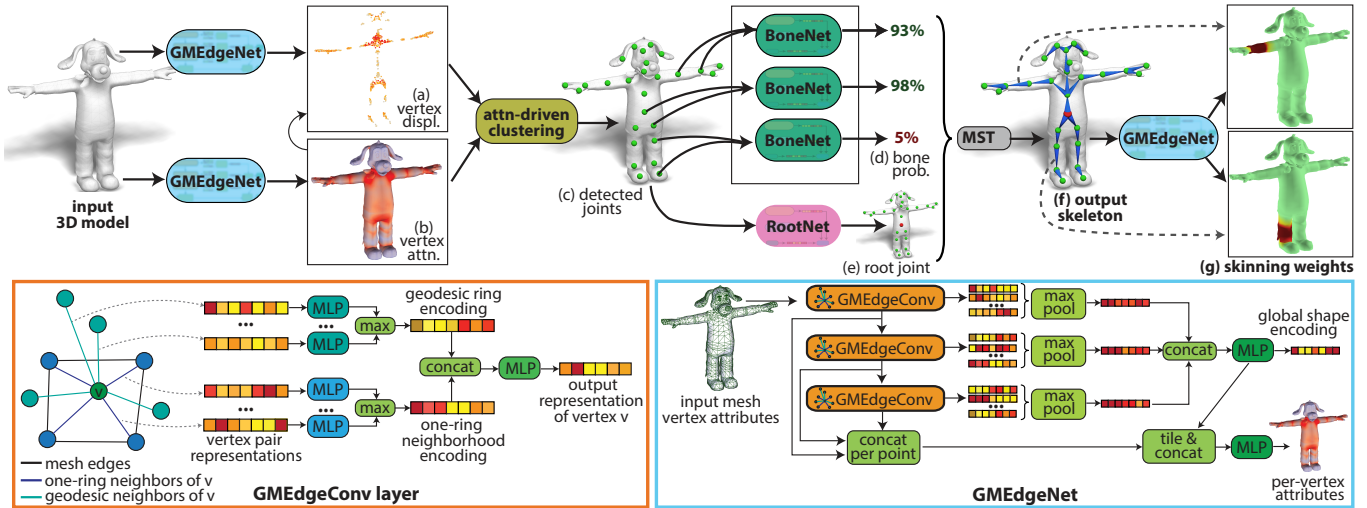 input
3D model
GMEdgeNet
GMEdgeNet
(a) vertex
displ.
(b) vertex
attn.
attn-driven
clustering
(c) detected
joints
BoneNet
BoneNet
BoneNet
93%
98%
5%
(d) bone
prob.
RootNet
(e) root joint
MST
(f) output
skeleton
GMEdgeNet
(g) skinning weights
v
mesh edges
one-ring neighbors of v
geodesic neighbors of v
...
...
vertex pair
representations
MLP
...
MLP
MLP
...
MLP
max
max
geodesic ring
encoding
concat
one-ring
neighborhood
encoding
MLP
output
representation
of vertex v
GMEdgeConv layer
input mesh
vertex attributes
GMEdgeConv
GMEdgeConv
GMEdgeConv
...
...
...
max
pool
max
pool
max
pool
concat
MLP
global shape
encoding
concat
per point
tile &
concat
MLP
per-vertex
attributes
GMEdgeNet